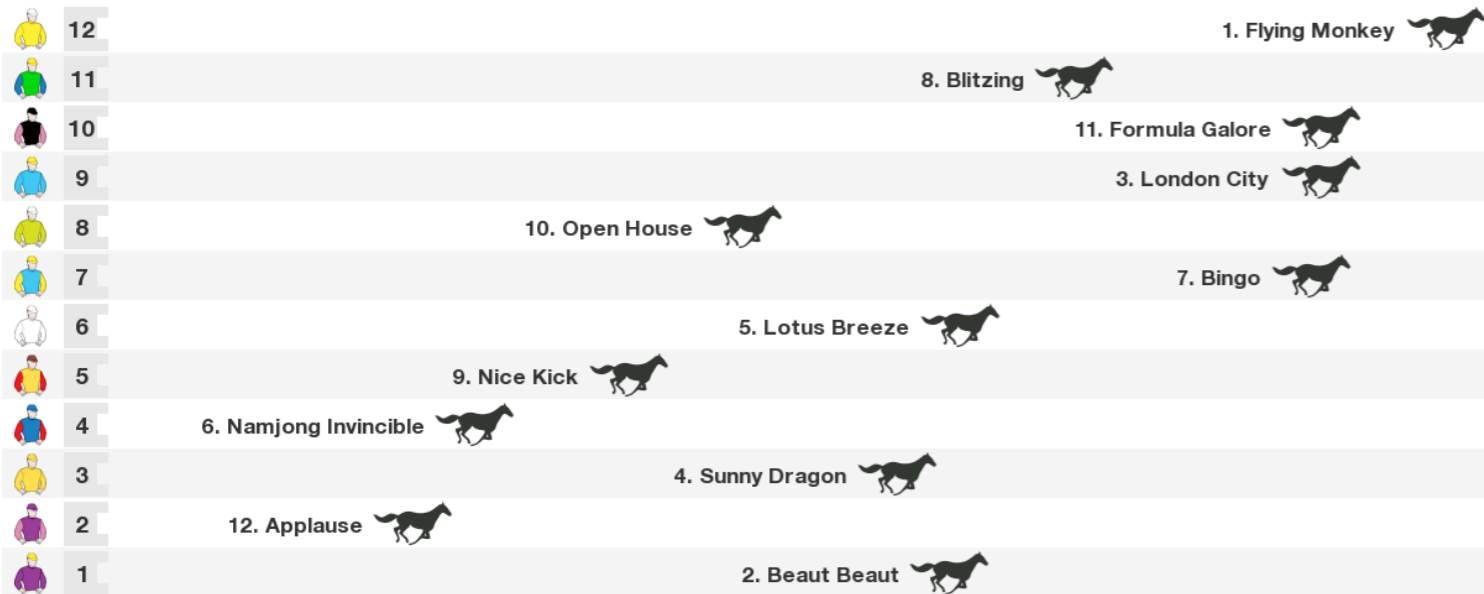 12 1. Flying Monkey
11 8. Blitzing
10 11. Formula Galore
9 3. London City
8 10. Open House
7 7. Bingo
6 5. Lotus Breeze
5 9. Nice Kick
4 6. Namjong Invincible
3 4. Sunny Dragon
2 12. Applause
1 2. Beaut Beaut